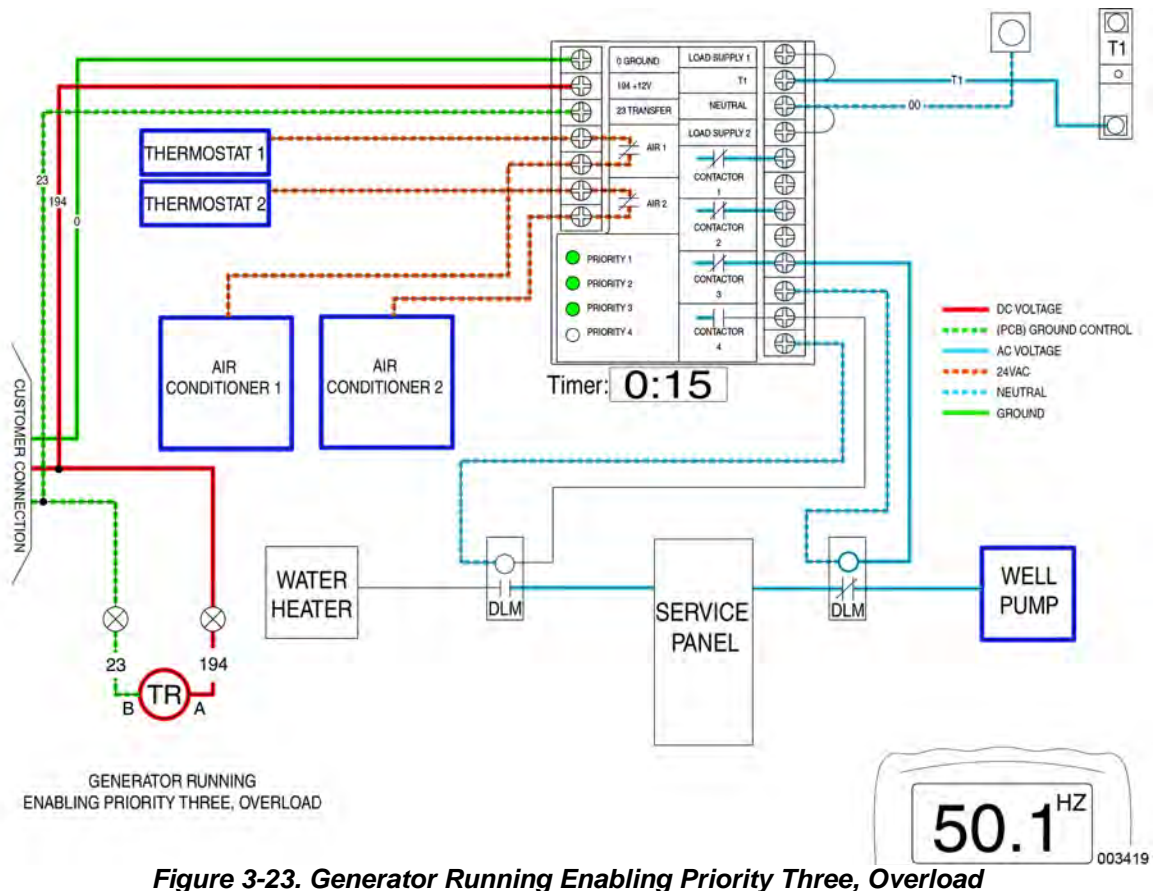 0 GROUND
194 +12V
23 TRANSFER
AIR 1
AIR 2
LOAD SUPPLY 1
T1
NEUTRAL
LOAD SUPPLY 2
CONTACTOR
1
CONTACTOR
2
CONTACTOR
3
CONTACTOR
4
PRIORITY 1
PRIORITY 2
PRIORITY 3
PRIORITY 4
Timer: 0:15
T1
00
T1
THERMOSTAT 1
THERMOSTAT 2
23
194
0
AIR
CONDITIONER 1
AIR
CONDITIONER 2
DC VOLTAGE
(PCB) GROUND CONTROL
AC VOLTAGE
24VAC
NEUTRAL
GROUND
CUSTOMER CONNECTION
WATER
HEATER
DLM
SERVICE
PANEL
DLM
WELL
PUMP
23
194
TR
B
A
GENERATOR RUNNING
ENABLING PRIORITY THREE, OVERLOAD
50.1 HZ
003419
Figure 3-23. Generator Running Enabling Priority Three, Overload